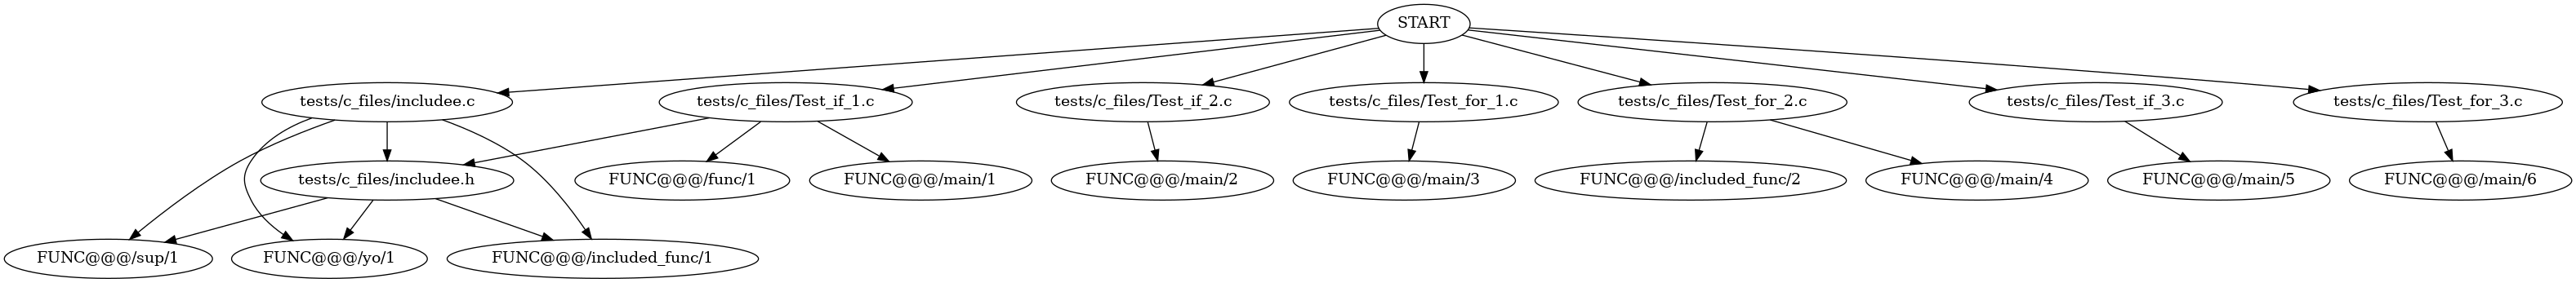 START
tests/c_files/includee.c
tests/c_files/Test_if_1.c
tests/c_files/Test_if_2.c
tests/c_files/Test_for_1.c
tests/c_files/Test_for_2.c
tests/c_files/Test_if_3.c
tests/c_files/Test_for_3.c
tests/c_files/includee.h
FUNC@@@/func/1
FUNC@@@/main/1
FUNC@@@/main/2
FUNC@@@/main/3
FUNC@@@/included_func/2
FUNC@@@/main/4
FUNC@@@/main/5
FUNC@@@/main/6
FUNC@@@/sup/1
FUNC@@@/yo/1
FUNC@@@/included_func/1